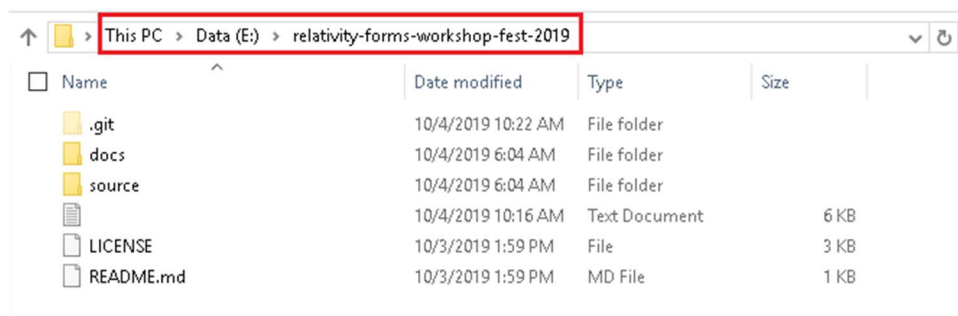 This PC > Data (E:) > relativity-forms-workshop-fest-2019
Name Date modified Type Size
.git 10/4/2019 10:22 AM File folder
docs 10/4/2019 6:04 AM File folder
source 10/4/2019 6:04 AM File folder
10/4/2019 10:16 AM Text Document 6 KB
LICENSE 10/3/2019 1:59 PM File 3 KB
README.md 10/3/2019 1:59 PM MD File 1 KB